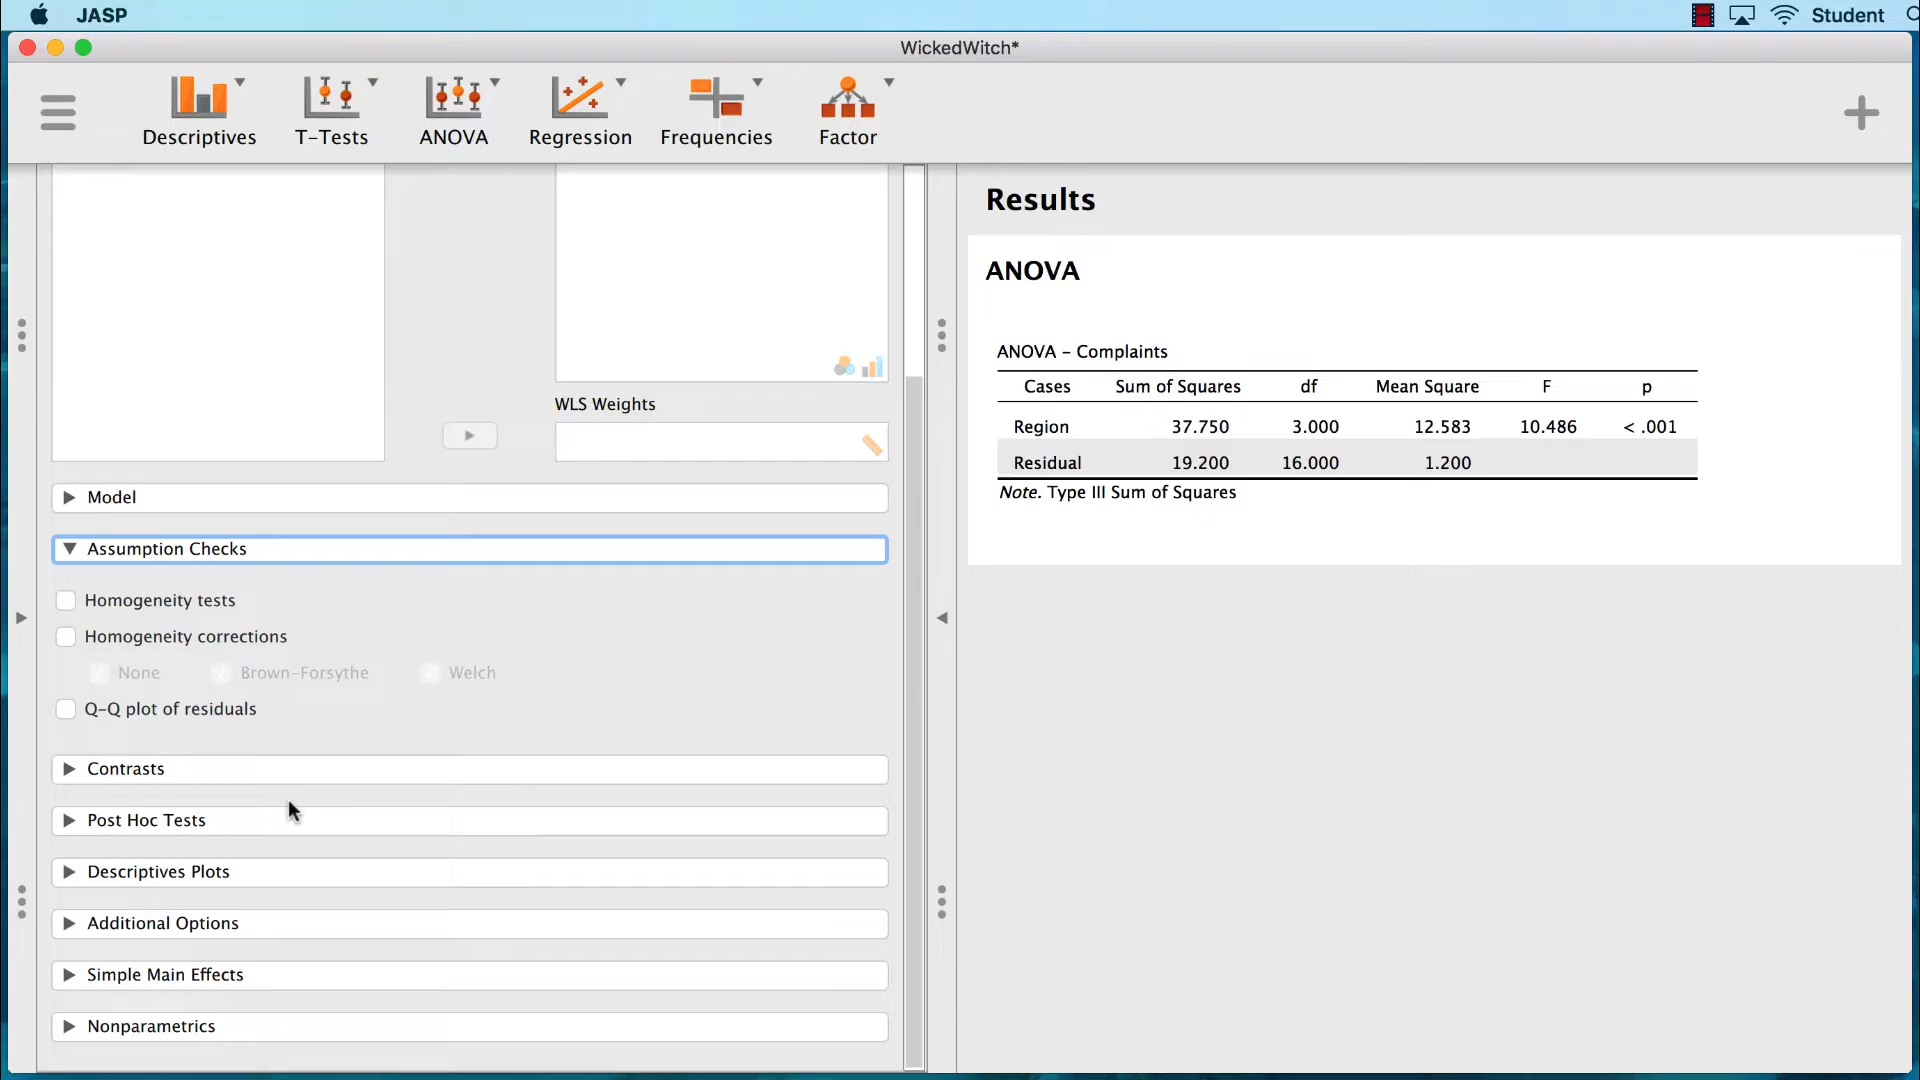 JASP
Student
WickedWitch*
Descriptives T-Tests ANOVA Regression Frequencies Factor
WLS Weights
Model
Assumption Checks
Homogeneity tests
Homogeneity corrections
None Brown-Forsythe Welch
Q-Q plot of residuals
Contrasts
Post Hoc Tests
Descriptives Plots
Additional Options
Simple Main Effects
Nonparametrics
Results
ANOVA
ANOVA - Complaints
Cases Sum of Squares df Mean Square F p
Region 37.750 3.000 12.583 10.486 < .001
Residual 19.200 16.000 1.200
Note. Type III Sum of Squares